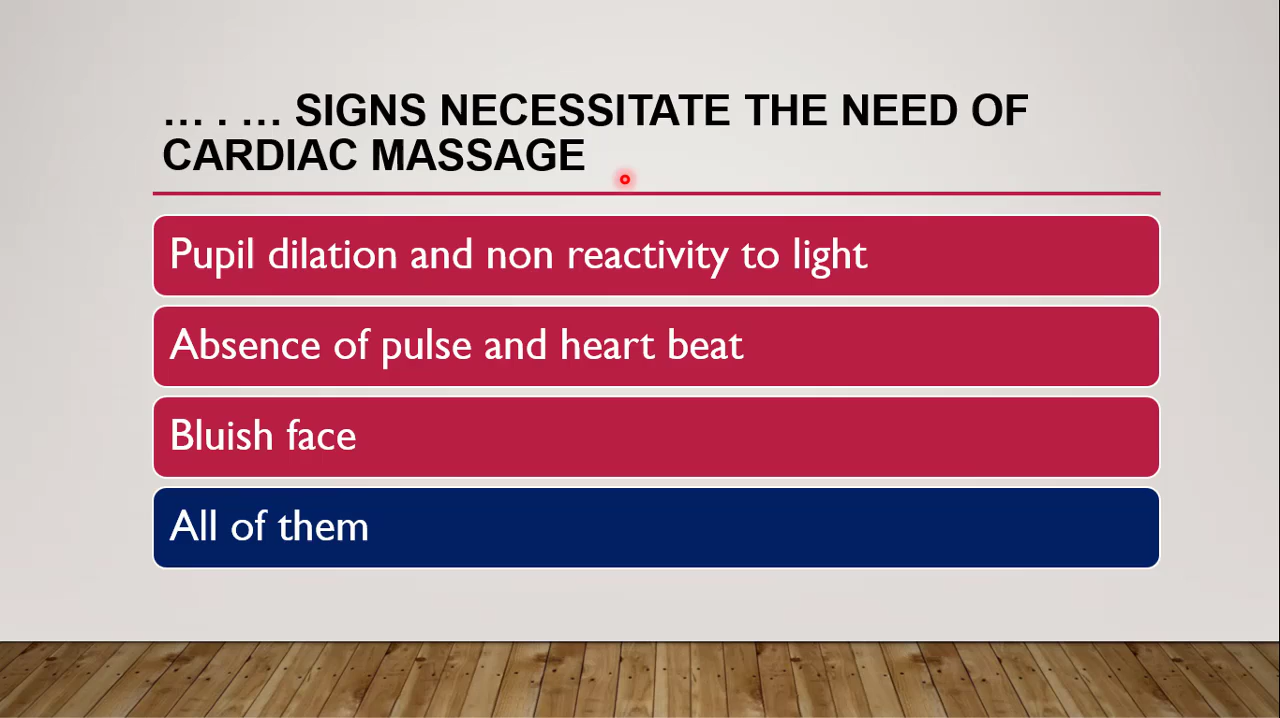 ... . ... SIGNS NECESSITATE THE NEED OF
CARDIAC MASSAGE
Pupil dilation and non reactivity to light
Absence of pulse and heart beat
Bluish face
All of them